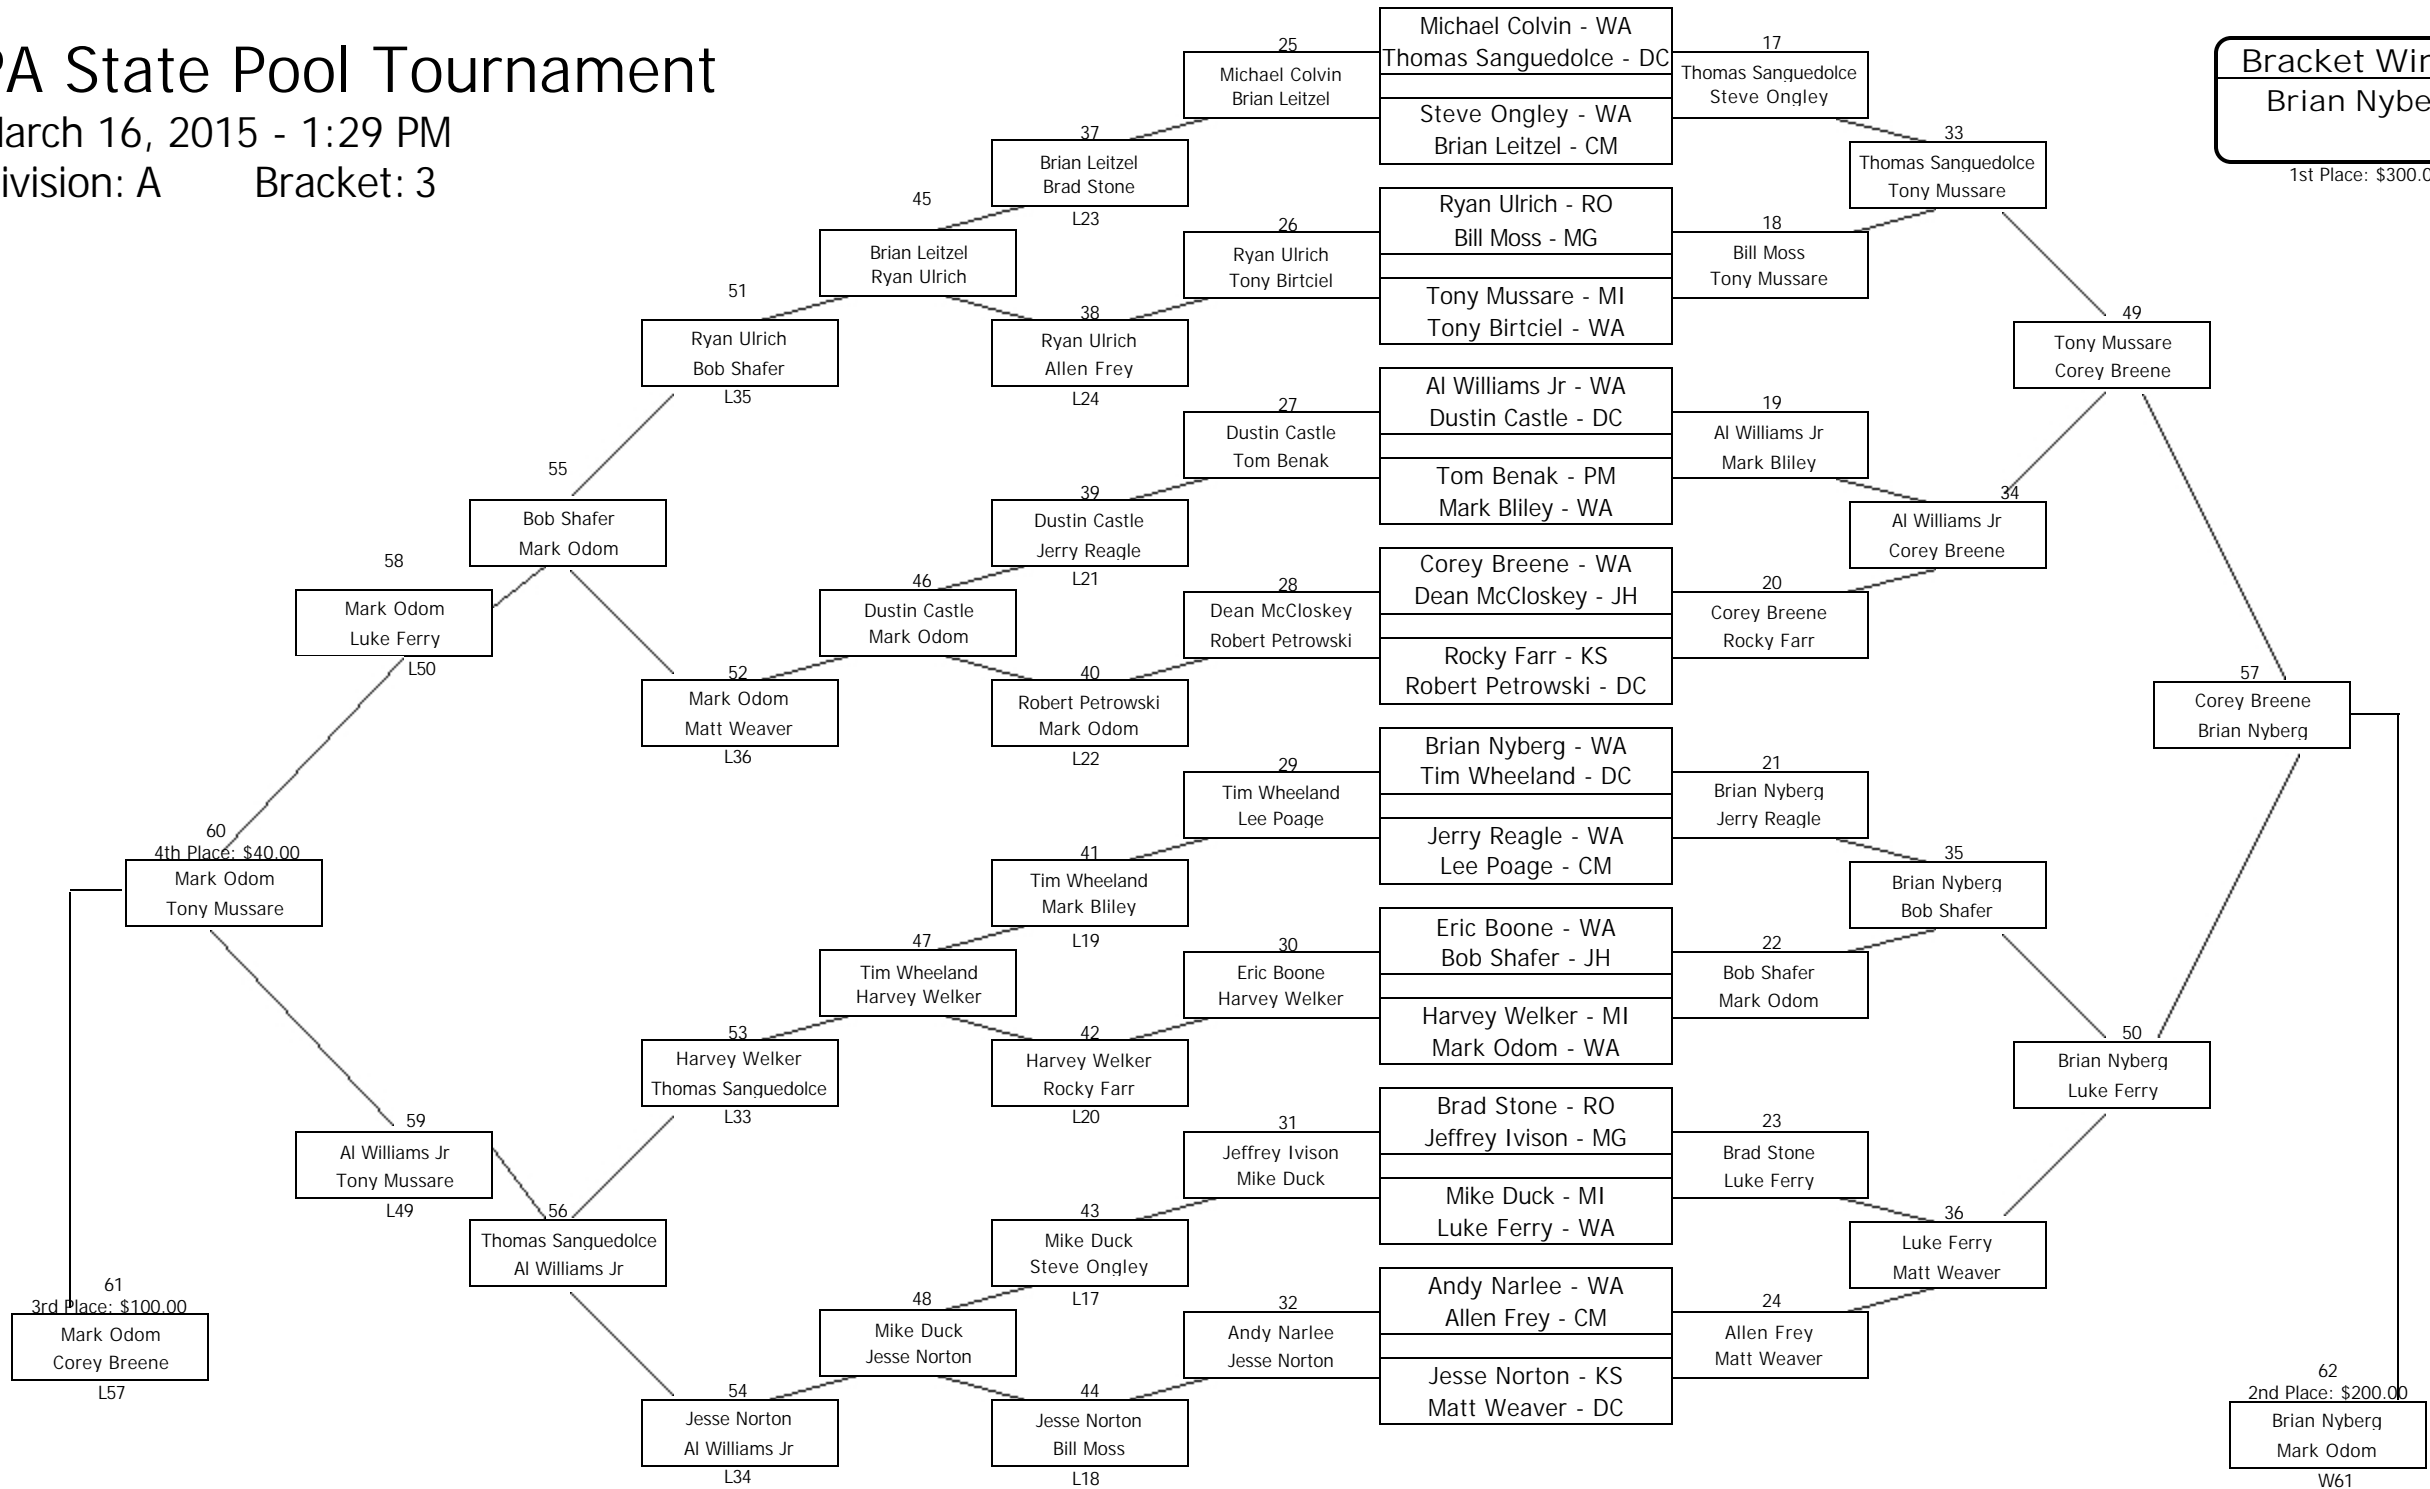 PA State Pool Tournament
March 16, 2015 - 1:29 PM
ivision: A Bracket: 3
Bracket Win
Brian Nybe
1st Place: $300.0
Michael Colvin - WA
Thomas Sanguedolce - DC
Steve Ongley - WA
Brian Leitzel - CM
Ryan Ulrich - RO
Bill Moss - MG
Tony Mussare - MI
Tony Birtciel - WA
Al Williams Jr - WA
Dustin Castle - DC
Tom Benak - PM
Mark Bliley - WA
Corey Breene - WA
Dean McCloskey - JH
Rocky Farr - KS
Robert Petrowski - DC
Brian Nyberg - WA
Tim Wheeland - DC
Jerry Reagle - WA
Lee Poage - CM
Eric Boone - WA
Bob Shafer - JH
Harvey Welker - MI
Mark Odom - WA
Brad Stone - RO
Jeffrey Ivison - MG
Mike Duck - MI
Luke Ferry - WA
Andy Narlee - WA
Allen Frey - CM
Jesse Norton - KS
Matt Weaver - DC
17
Thomas Sanguedolce
Steve Ongley
18
Bill Moss
Tony Mussare
19
Al Williams Jr
Mark Bliley
20
Corey Breene
Rocky Farr
21
Brian Nyberg
Jerry Reagle
22
Bob Shafer
Mark Odom
23
Brad Stone
Luke Ferry
24
Allen Frey
Matt Weaver
25
Michael Colvin
Brian Leitzel
26
Ryan Ulrich
Tony Birtciel
27
Dustin Castle
Tom Benak
28
Dean McCloskey
Robert Petrowski
29
Tim Wheeland
Lee Poage
30
Eric Boone
Harvey Welker
31
Jeffrey Ivison
Mike Duck
32
Andy Narlee
Jesse Norton
33
Thomas Sanguedolce
Tony Mussare
34
Al Williams Jr
Corey Breene
35
Brian Nyberg
Bob Shafer
36
Luke Ferry
Matt Weaver
37
Brian Leitzel
Brad Stone
L23
38
Ryan Ulrich
Allen Frey
L24
39
Dustin Castle
Jerry Reagle
L21
40
Robert Petrowski
Mark Odom
L22
41
Tim Wheeland
Mark Bliley
L19
42
Harvey Welker
Rocky Farr
L20
43
Mike Duck
Steve Ongley
L17
44
Jesse Norton
Bill Moss
L18
45
Brian Leitzel
Ryan Ulrich
46
Dustin Castle
Mark Odom
47
Tim Wheeland
Harvey Welker
48
Mike Duck
Jesse Norton
49
Tony Mussare
Corey Breene
50
Brian Nyberg
Luke Ferry
51
Ryan Ulrich
Bob Shafer
L35
52
Mark Odom
Matt Weaver
L36
53
Harvey Welker
Thomas Sanguedolce
L33
54
Jesse Norton
Al Williams Jr
L34
55
Bob Shafer
Mark Odom
56
Thomas Sanguedolce
Al Williams Jr
57
Corey Breene
Brian Nyberg
58
Mark Odom
Luke Ferry
L50
59
Al Williams Jr
Tony Mussare
L49
60
4th Place: $40.00
Mark Odom
Tony Mussare
61
3rd Place: $100.00
Mark Odom
Corey Breene
L57
62
2nd Place: $200.00
Brian Nyberg
Mark Odom
W61